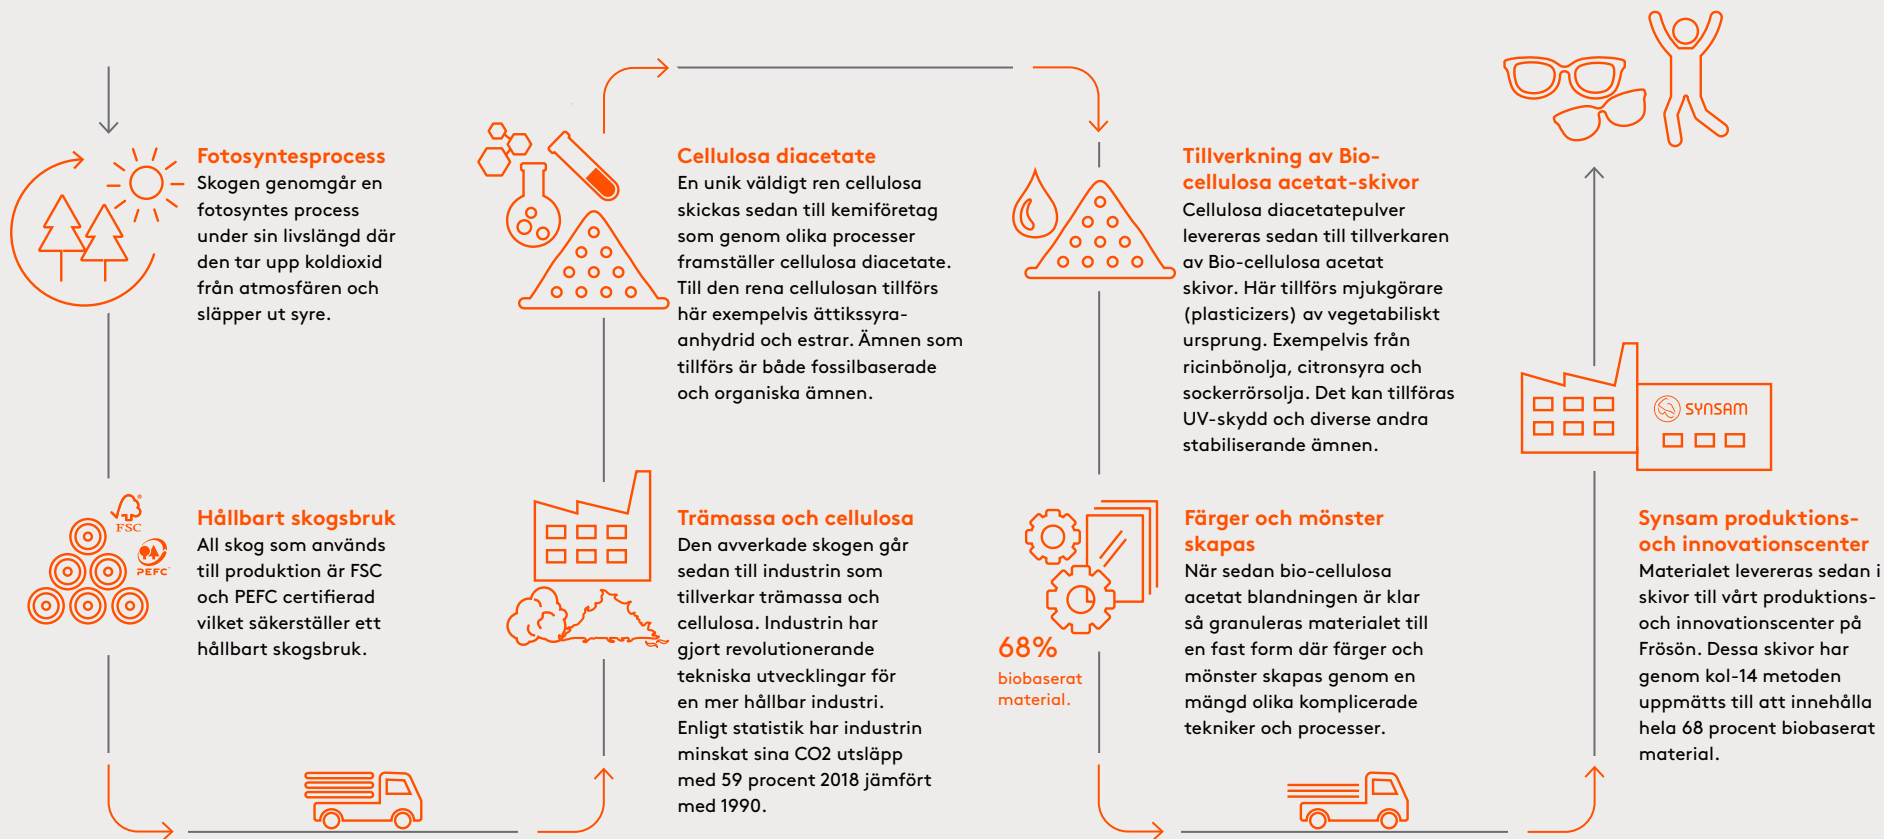 Fotosyntesprocess
Skogen genomgår en
fotosyntes process
under sin livslängd där
den tar upp koldioxid
från atmosfären och
släpper ut syre.
FSC
PEFC
Hållbart skogsbruk
All skog som används
till produktion är FSC
och PEFC certifierad
vilket säkerställer ett
hållbart skogsbruk.
Trämassa och cellulosa
Den avverkade skogen går
sedan till industrin som
tillverkar trämassa och
cellulosa. Industrin har
gjort revolutionerande
tekniska utvecklingar för
en mer hållbar industri.
Enligt statistik har industrin
minskat sina CO2 utsläpp
med 59 procent 2018 jämfört
med 1990.
Cellulosa diacetate
En unik väldigt ren cellulosa
skickas sedan till kemiföretag
som genom olika processer
framställer cellulosa diacetate.
Till den rena cellulosan tillförs
här exempelvis ättikssyra-
anhydrid och estrar. Ämnen som
tillförs är både fossilbaserade
och organiska ämnen.
Tillverkning av Bio-
cellulosa acetat-skivor
Cellulosa diacetatepulver
levereras sedan till tillverkaren
av Bio-cellulosa acetat
skivor. Här tillförs mjukgörare
(plasticizers) av vegetabiliskt
ursprung. Exempelvis från
ricinbönolja, citronsyra och
sockerrörsolja. Det kan tillföras
UV-skydd och diverse andra
stabiliserande ämnen.
68%
biobaserat
material.
Färger och mönster
skapas
När sedan bio-cellulosa
acetat blandningen är klar
så granuleras materialet till
en fast form där färger och
mönster skapas genom en
mängd olika komplicerade
tekniker och processer.
SYNSAM
Synsam produktions-
och innovationscenter
Materialet levereras sedan i
skivor till vårt produktions-
och innovationscenter på
Frösön. Dessa skivor har
genom kol-14 metoden
uppmätts till att innehålla
hela 68 procent biobaserat
material.